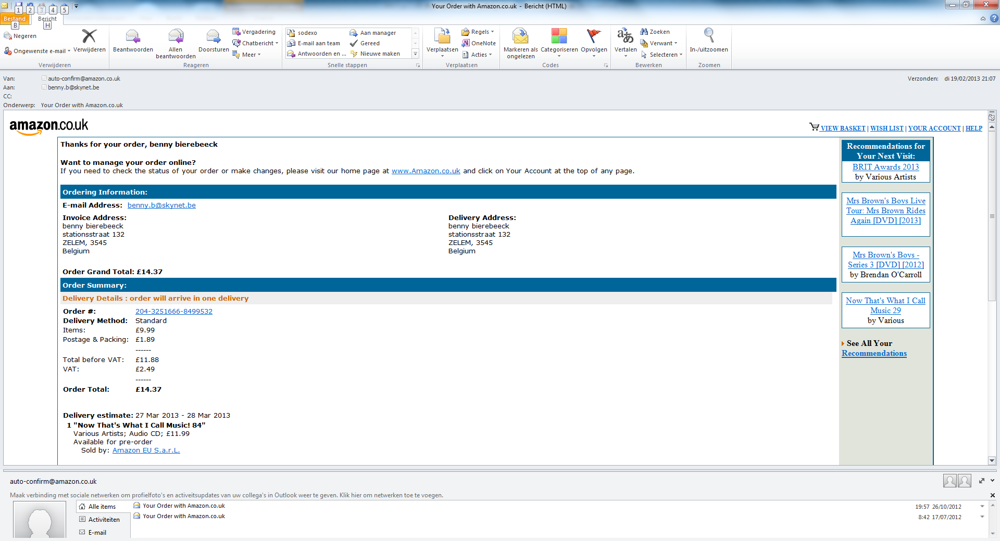 Your Order with Amazon.co.uk - Bericht (HTML)
1 2 3 4 5
Bestand Bericht
B H
Negeren
Ongewenste e-mail
Verwijderen
Verwijderen
Beantwoorden
Allen beantwoorden
Doorsturen
Vergadering
Chatbericht
Meer
Reageren
sodexo
E-mail aan team
Antwoorden en ...
Aan manager
Gereed
Nieuwe maken
Snelle stappen
Verplaatsen
Regels
OneNote
Acties
Verplaatsen
Markeren als ongelezen
Categoriseren
Opvolgen
Codes
Vertalen
Zoeken
Verwant
Selecteren
Bewerken
In-/uitzoomen
Zoomen
Van: auto-confirm@amazon.co.uk
Verzonden: di 19/02/2013 21:07
Aan: benny.b@skynet.be
CC:
Onderwerp: Your Order with Amazon.co.uk
amazon.co.uk
VIEW BASKET | WISH LIST | YOUR ACCOUNT | HELP
Thanks for your order, benny bierebeeck
Want to manage your order online?
If you need to check the status of your order or make changes, please visit our home page at www.Amazon.co.uk and click on Your Account at the top of any page.
Ordering Information:
E-mail Address: benny.b@skynet.be
Invoice Address:
benny bierebeeck
stationsstraat 132
ZELEM, 3545
Belgium
Delivery Address:
benny bierebeeck
stationsstraat 132
ZELEM, 3545
Belgium
Order Grand Total: £14.37
Order Summary:
Delivery Details : order will arrive in one delivery
Order #: 204-3251666-8499532
Delivery Method: Standard
Items: £9.99
Postage & Packing: £1.89
------
Total before VAT: £11.88
VAT: £2.49
------
Order Total: £14.37
Delivery estimate: 27 Mar 2013 - 28 Mar 2013
1 "Now That's What I Call Music! 84"
Various Artists; Audio CD; £11.99
Available for pre-order
Sold by: Amazon EU S.a.r.L.
Recommendations for
Your Next Visit:
BRIT Awards 2013
by Various Artists
Mrs Brown's Boys Live
Tour: Mrs Brown Rides
Again [DVD] [2013]
Mrs Brown's Boys -
Series 3 [DVD] [2012]
by Brendan O'Carroll
Now That's What I Call
Music 29
by Various
See All Your
Recommendations
auto-confirm@amazon.co.uk
Maak verbinding met sociale netwerken om profielfoto's en activeitsupdates van uw collega's in Outlook weer te geven. Klik hier om netwerken toe te voegen.
Alle items
Activiteiten
E-mail
Your Order with Amazon.co.uk 19:57 26/10/2012
Your Order with Amazon.co.uk 8:42 17/07/2012